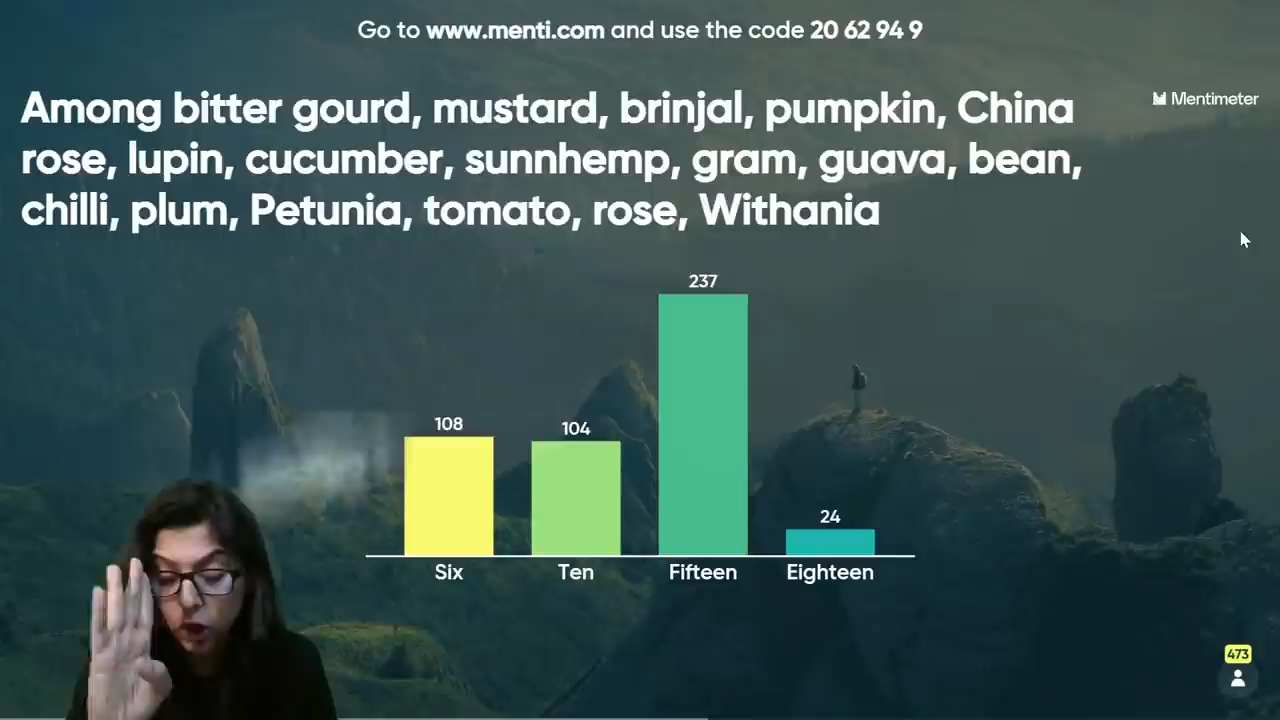 Go to www.menti.com and use the code 20 62 94 9
Mentimeter
Among bitter gourd, mustard, brinjal, pumpkin, China
rose, lupin, cucumber, sunnhemp, gram, guava, bean,
chilli, plum, Petunia, tomato, rose, Withania
237
108
104
24
Six
Ten
Fifteen
Eighteen
473